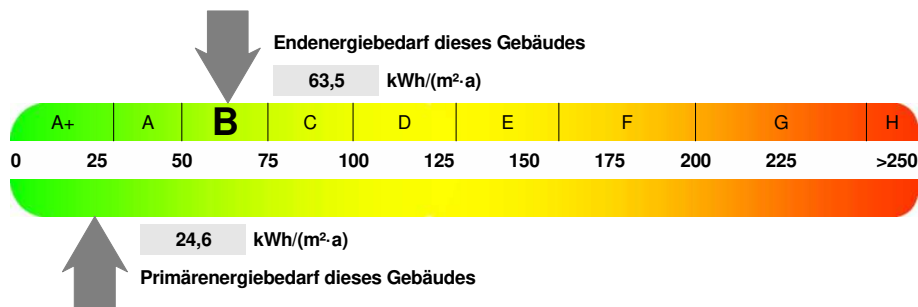 Endenergiebedarf dieses Gebäudes
63,5 kWh/(m²·a)
A+ A B C D E F G H
0 25 50 75 100 125 150 175 200 225 >250
24,6 kWh/(m²·a)
Primärenergiebedarf dieses Gebäudes